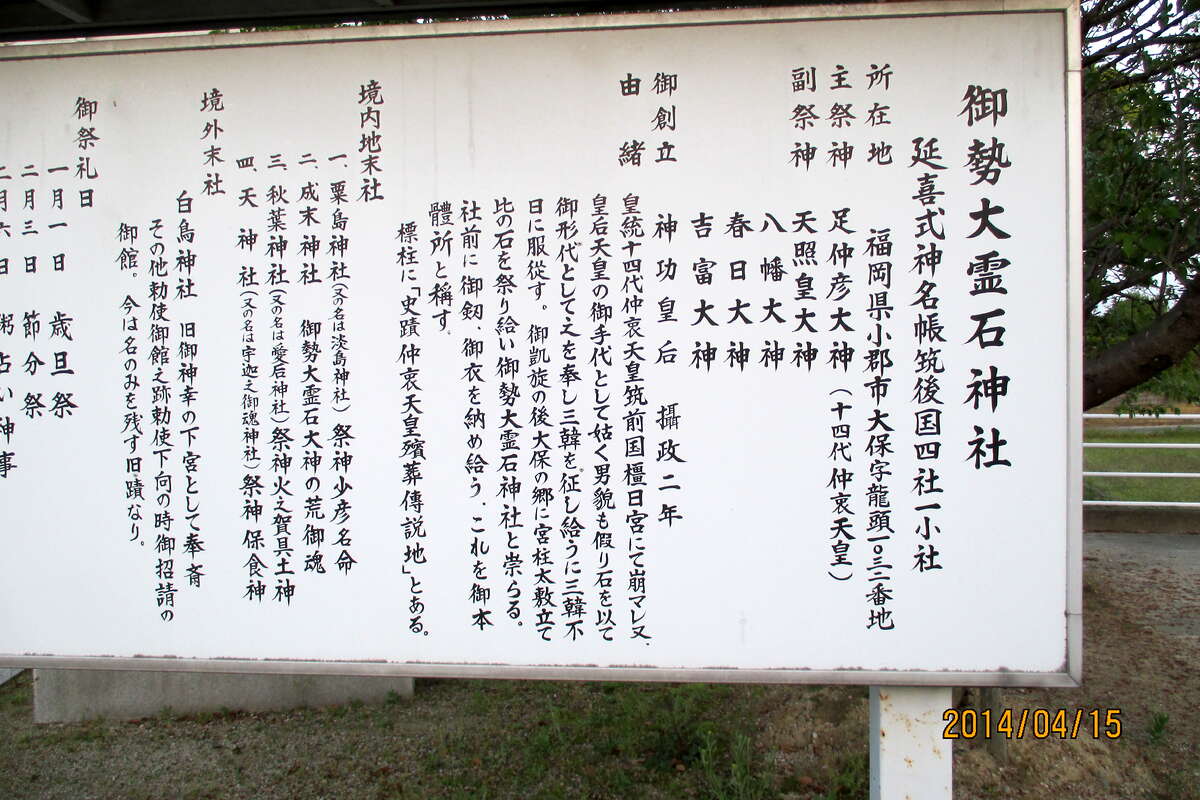 御勢大霊石神社
延喜式神名帳筑後国四社一小社
所在地 福岡県小郡市大保字龍頭一〇三二番地
主祭神 足仲彦大神（十四代仲哀天皇）
副祭神 天照皇大神
八幡大神
春日大神
吉富大神
御創立 神功皇后 攝政二年
由緒 皇統十四代仲哀天皇筑前国橿日宮にて崩マレ又、
皇后天皇の御手代として姑く男貌も假り石を以て
御形代としてえを奉し三韓を征し給うに三韓不
日に服從す。御凱旋の後大保の郷に宮柱太敷立て
比の石を祭り給い御勢大霊石神社と崇らる。
社前に御釼、御衣を納め給う、これを御本
體所と稱す。
標柱に「史蹟仲哀天皇殯葬傳説地」とある。
境内地末社
一、粟島神社（又の名は淡島神社）祭神少彦名命
二、成末神社 御勢大霊石大神の荒御魂
三、秋葉神社（又の名は愛宕神社）祭神火之賀具土神
四、天神社（又の名は宇迦之御魂神社）祭神保食神
境外末社
白鳥神社 旧御神幸の下宮として奉斎
その他勅使御館之跡勅使下向の時御招請の
御館。今は名のみを残す旧蹟なり。
御祭礼日
一月一日 歳旦祭
二月三日 節分祭
二月六日 粥占い神事
2014/04/15